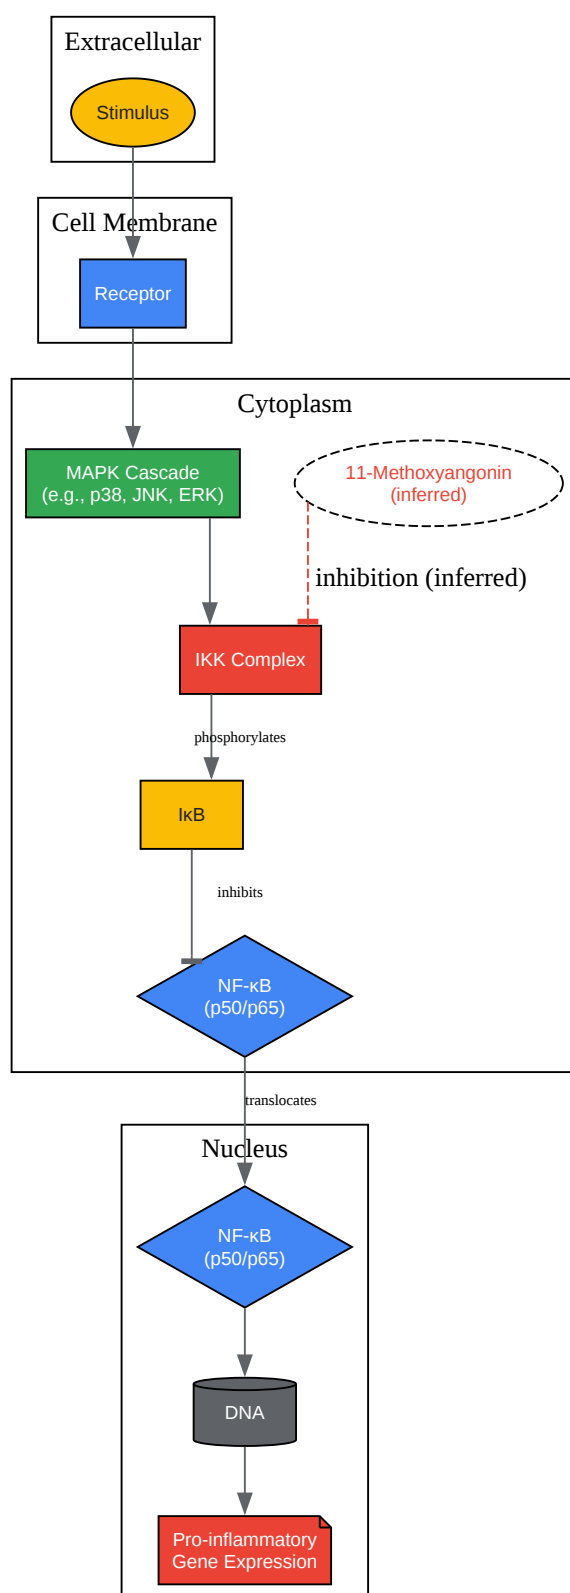 Extracellular
Stimulus
Cell Membrane
Receptor
Cytoplasm
MAPK Cascade
(e.g., p38, JNK, ERK)
11-Methoxyangonin
(inferred)
inhibition (inferred)
IKK Complex
phosphorylates
IκB
inhibits
NF-κB
(p50/p65)
translocates
Nucleus
NF-κB
(p50/p65)
DNA
Pro-inflammatory
Gene Expression